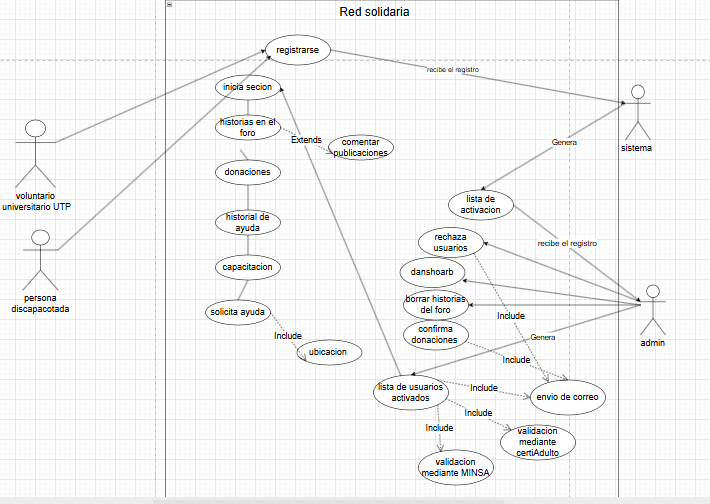 Red solidaria
registrarse
recibe el registro
inicia secion
historias en el
foro
Extends
comentar
publicaciones
Genera
sistema
donaciones
voluntario
universitario UTP
lista de
activacion
historial de
ayuda
rechaza
usuarios
recibe el registro
capacitacion
danshoarb
persona
discapacotada
solicita ayuda
borrar historias
del foro
Include
confirma
donaciones
Include
Genera
admin
ubicacion
Include
lista de usuarios
activados
Include
envio de correo
Include
Include
validacion
mediante
certiAdulto
validacion
mediante MINSA